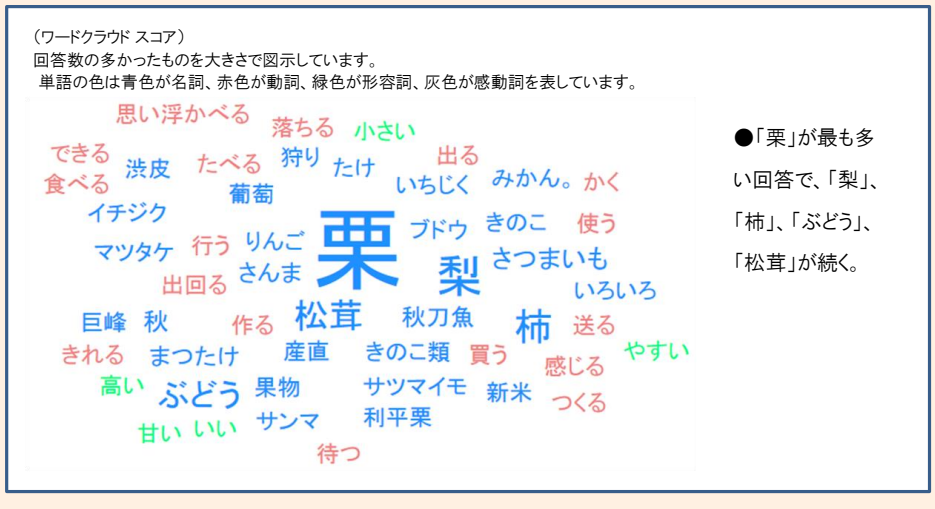 （ワードクラウド スコア）
回答数の多かったものを大きさで図示しています。
単語の色は青色が名詞、赤色が動詞、緑色が形容詞、灰色が感動詞を表しています。
思い浮かべる
落ちる
小さい
できる
渋皮
たべる
狩り
たけ
出る
食べる
葡萄
いちじく
みかん。
かく
イチジク
栗
ブドウ
きのこ
使う
マツタケ
行う
りんご
さつまいも
出回る
さんま
梨
いろいろ
巨峰
秋
作る
松茸
秋刀魚
柿
送る
きれる
まつたけ
産直
きのこ類
買う
感じる
やすい
高い
ぶどう
果物
サツマイモ
新米
つくる
甘い
いい
サンマ
利平栗
待つ
●「栗」が最も多
い回答で、「梨」、
「柿」、「ぶどう」、
「松茸」が続く。